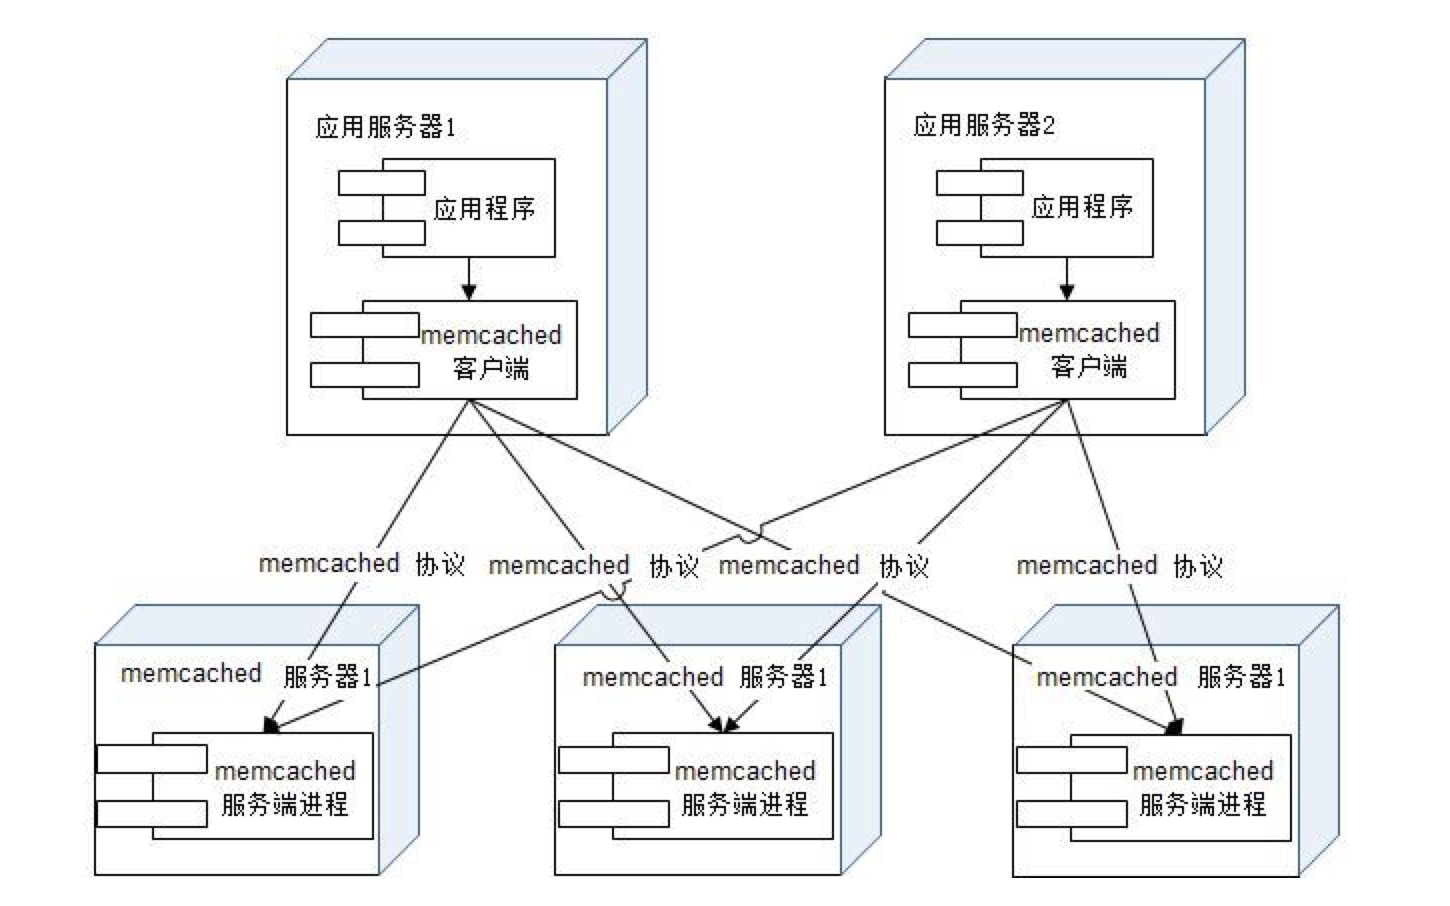 应用服务器1
应用程序
memcached
客户端
应用服务器2
应用程序
memcached
客户端
memcached 协议
memcached 协议
memcached 协议
memcached 协议
memcached 服务器1
memcached
服务端进程
memcached 服务器1
memcached
服务端进程
memcached 服务器1
memcached
服务端进程